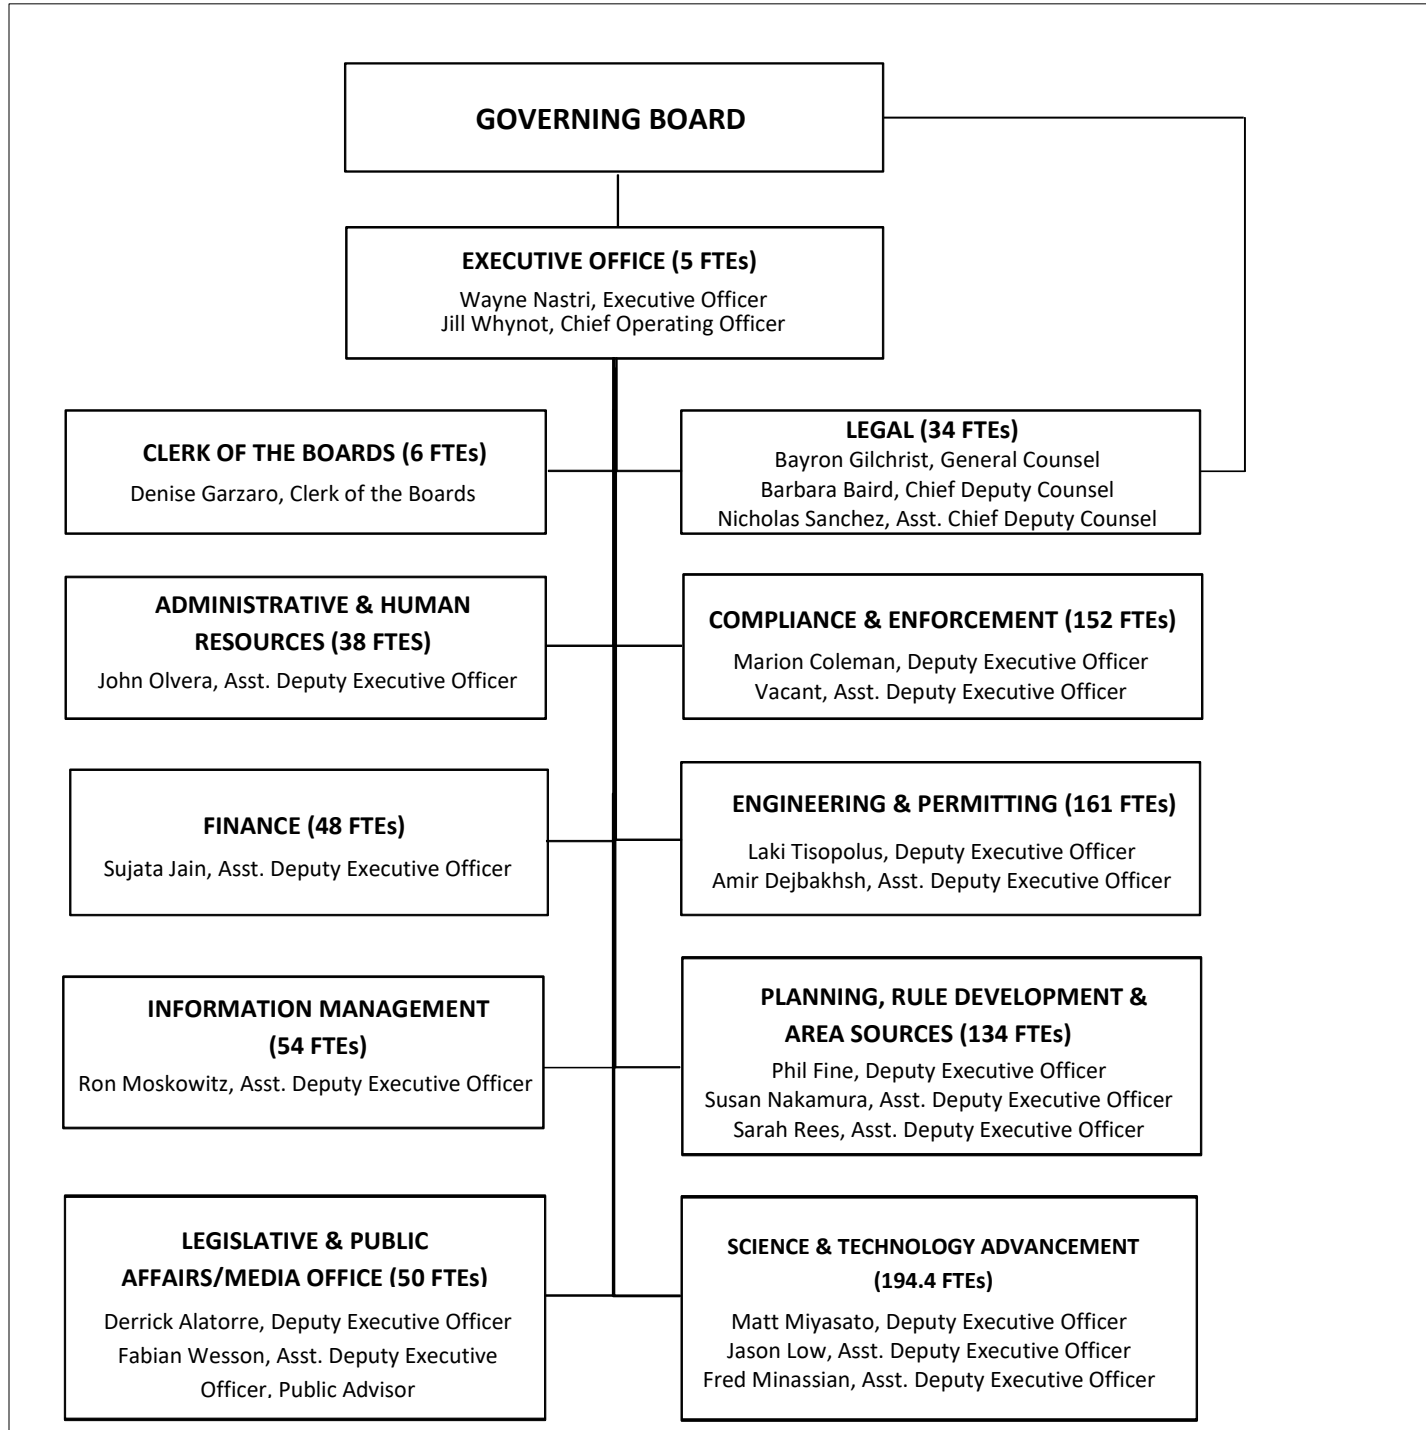 GOVERNING BOARD
EXECUTIVE OFFICE (5 FTEs)
Wayne Nastri, Executive Officer
Jill Whynot, Chief Operating Officer
CLERK OF THE BOARDS (6 FTEs)
Denise Garzaro, Clerk of the Boards
LEGAL (34 FTEs)
Bayron Gilchrist, General Counsel
Barbara Baird, Chief Deputy Counsel
Nicholas Sanchez, Asst. Chief Deputy Counsel
ADMINISTRATIVE & HUMAN
RESOURCES (38 FTES)
John Olvera, Asst. Deputy Executive Officer
COMPLIANCE & ENFORCEMENT (152 FTEs)
Marion Coleman, Deputy Executive Officer
Vacant, Asst. Deputy Executive Officer
FINANCE (48 FTEs)
Sujata Jain, Asst. Deputy Executive Officer
ENGINEERING & PERMITTING (161 FTEs)
Laki Tisopolus, Deputy Executive Officer
Amir Dejbakhsh, Asst. Deputy Executive Officer
INFORMATION MANAGEMENT
(54 FTEs)
Ron Moskowitz, Asst. Deputy Executive Officer
PLANNING, RULE DEVELOPMENT &
AREA SOURCES (134 FTEs)
Phil Fine, Deputy Executive Officer
Susan Nakamura, Asst. Deputy Executive Officer
Sarah Rees, Asst. Deputy Executive Officer
LEGISLATIVE & PUBLIC
AFFAIRS/MEDIA OFFICE (50 FTEs)
Derrick Alatorre, Deputy Executive Officer
Fabian Wesson, Asst. Deputy Executive
Officer, Public Advisor
SCIENCE & TECHNOLOGY ADVANCEMENT
(194.4 FTEs)
Matt Miyasato, Deputy Executive Officer
Jason Low, Asst. Deputy Executive Officer
Fred Minassian, Asst. Deputy Executive Officer